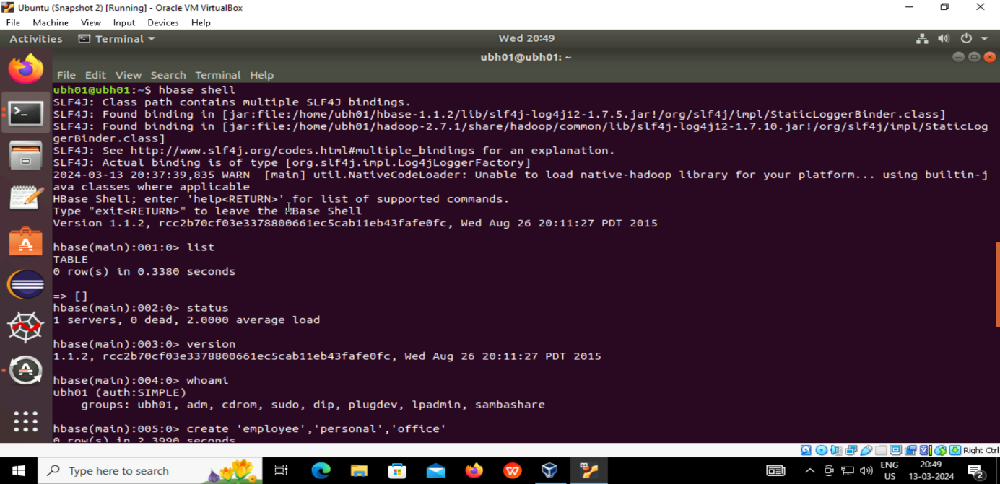 Ubuntu (Snapshot 2) [Running] - Oracle VM VirtualBox
File Machine View Input Devices Help
Activities Terminal Wed 20:49
ubh01@ubh01: ~
File Edit View Search Terminal Help
ubh01@ubh01:~$ hbase shell
SLF4J: Class path contains multiple SLF4J bindings.
SLF4J: Found binding in [jar:file:/home/ubh01/hbase-1.1.2/lib/slf4j-log4j12-1.7.5.jar!/org/slf4j/impl/StaticLoggerBinder.class]
SLF4J: Found binding in [jar:file:/home/ubh01/hadoop-2.7.1/share/hadoop/common/lib/slf4j-log4j12-1.7.10.jar!/org/slf4j/impl/StaticLog
gerBinder.class]
SLF4J: See http://www.slf4j.org/codes.html#multiple_bindings for an explanation.
SLF4J: Actual binding is of type [org.slf4j.impl.Log4jLoggerFactory]
2024-03-13 20:37:39,835 WARN  [main] util.NativeCodeLoader: Unable to load native-hadoop library for your platform... using builtin-j
ava classes where applicable
HBase Shell; enter 'help<RETURN>' for list of supported commands.
Type "exit<RETURN>" to leave the HBase Shell
Version 1.1.2, rcc2b70cf03e3378800661ec5cab11eb43fafe0fc, Wed Aug 26 20:11:27 PDT 2015
hbase(main):001:0> list
TABLE
0 row(s) in 0.3380 seconds
=> []
hbase(main):002:0> status
1 servers, 0 dead, 2.0000 average load
hbase(main):003:0> version
1.1.2, rcc2b70cf03e3378800661ec5cab11eb43fafe0fc, Wed Aug 26 20:11:27 PDT 2015
hbase(main):004:0> whoami
ubh01 (auth:SIMPLE)
    groups: ubh01, adm, cdrom, sudo, dip, plugdev, lpadmin, sambashare
hbase(main):005:0> create 'employee','personal','office'
0 row(s) in 2.3990 seconds
Right Ctrl
Type here to search
ENG
US
20:49
13-03-2024
2